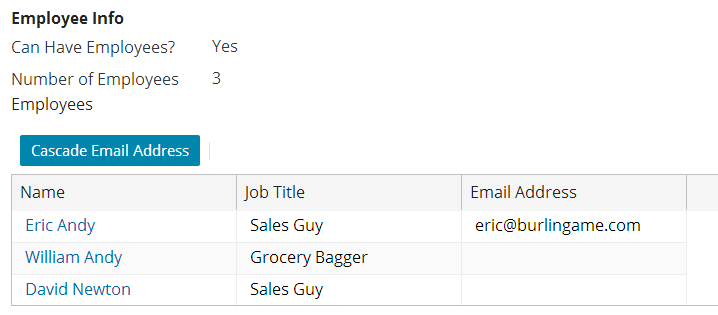 Employee Info
Can Have Employees? Yes
Number of Employees 3
Employees
Cascade Email Address
Name Job Title Email Address
Eric Andy Sales Guy eric@burlingame.com
William Andy Grocery Bagger
David Newton Sales Guy